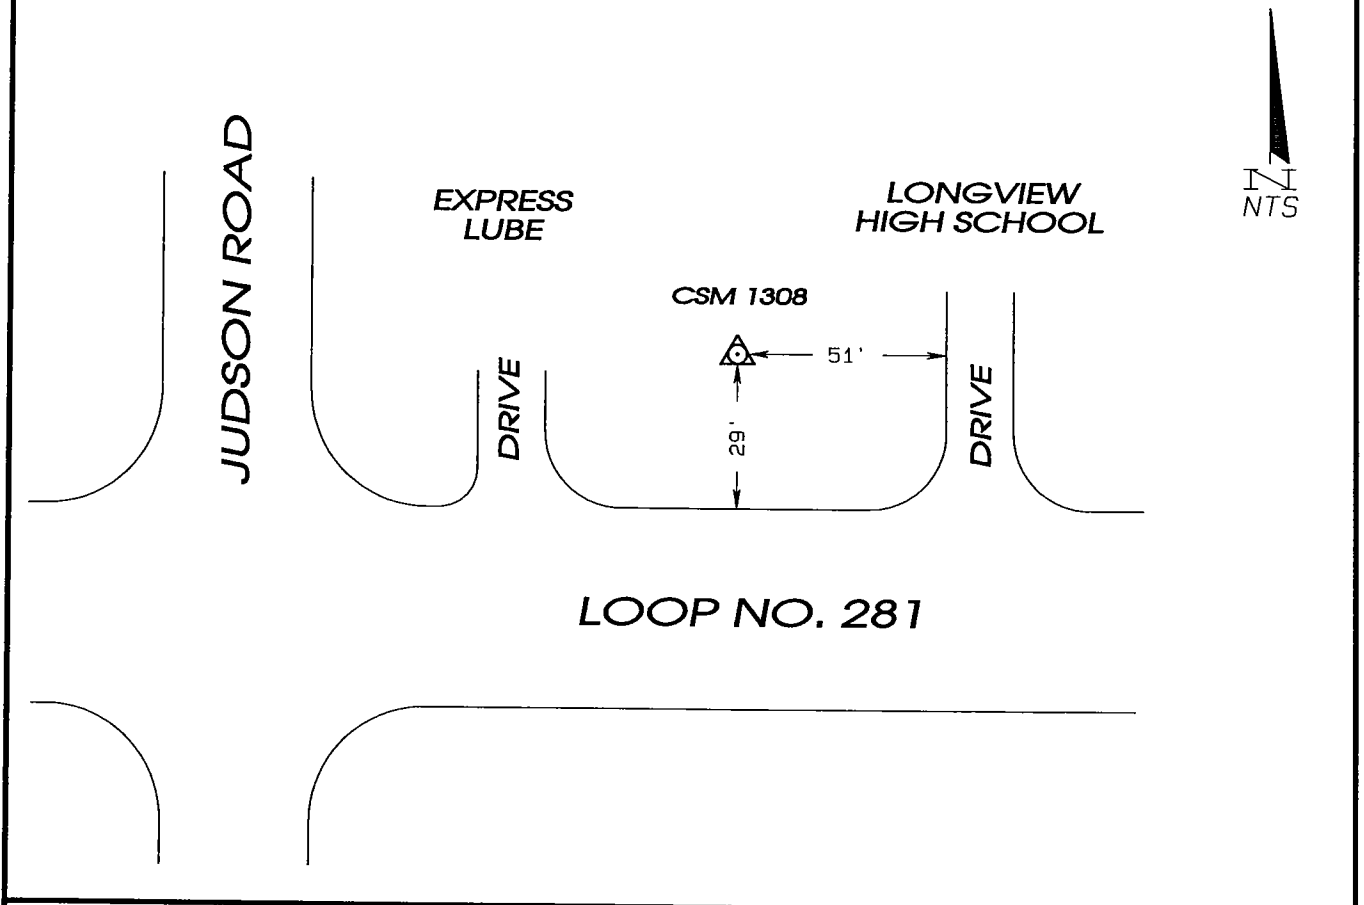 JUDSON ROAD
EXPRESS
LUBE
LONGVIEW
HIGH SCHOOL
N
NTS
CSM 1308
51'
29'
DRIVE
DRIVE
LOOP NO. 281